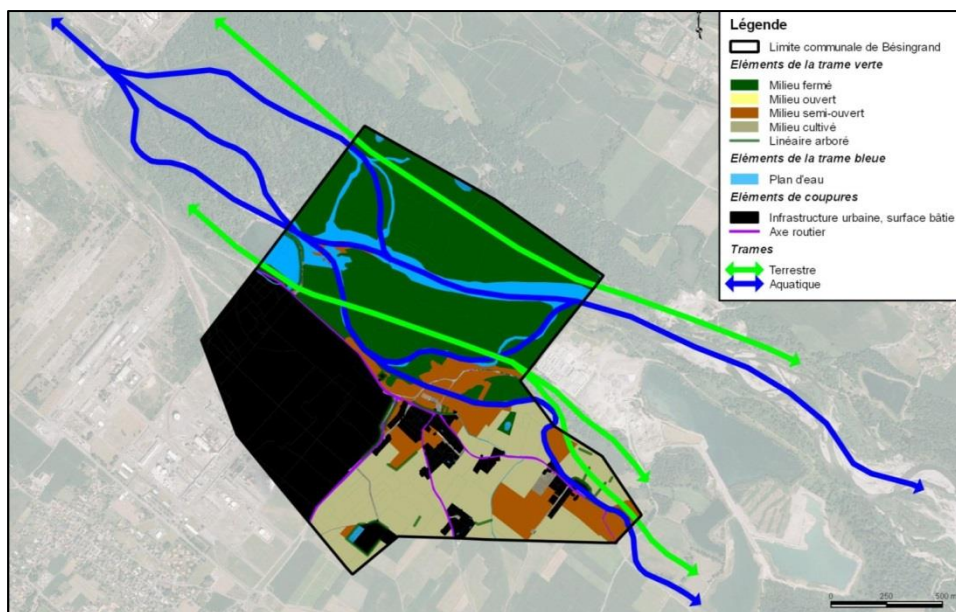 Légende
Limite communale de Bésingrand
Eléments de la trame verte
Milieu fermé
Milieu ouvert
Milieu semi-ouvert
Milieu cultivé
Linéaire arboré
Eléments de la trame bleue
Plan d'eau
Eléments de coupures
Infrastructure urbaine, surface bâtie
Axe routier
Trames
Terrestre
Aquatique
0 250 500 m